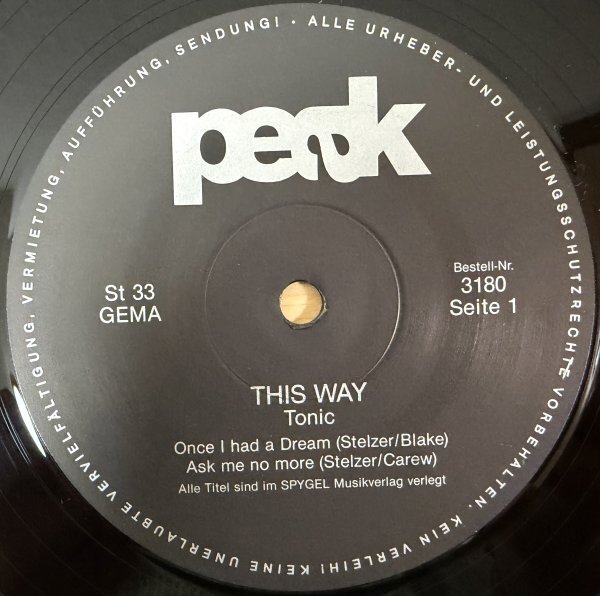 peak
St 33
GEMA
Bestell-Nr.
3180
Seite 1
THIS WAY
Tonic
Once I had a Dream (Stelzer/Blake)
Ask me no more (Stelzer/Carew)
Alle Titel sind im SPYGEL Musikverlag verlegt
ALLE URHEBER- UND LEISTUNGSSCHUTZRECHTE VORBEHALTEN. KEIN VERLEIH! KEINE UNERLAUBTE VERVIELFÄLTIGUNG, VERMIETUNG, AUFFÜHRUNG, SENDUNG! •